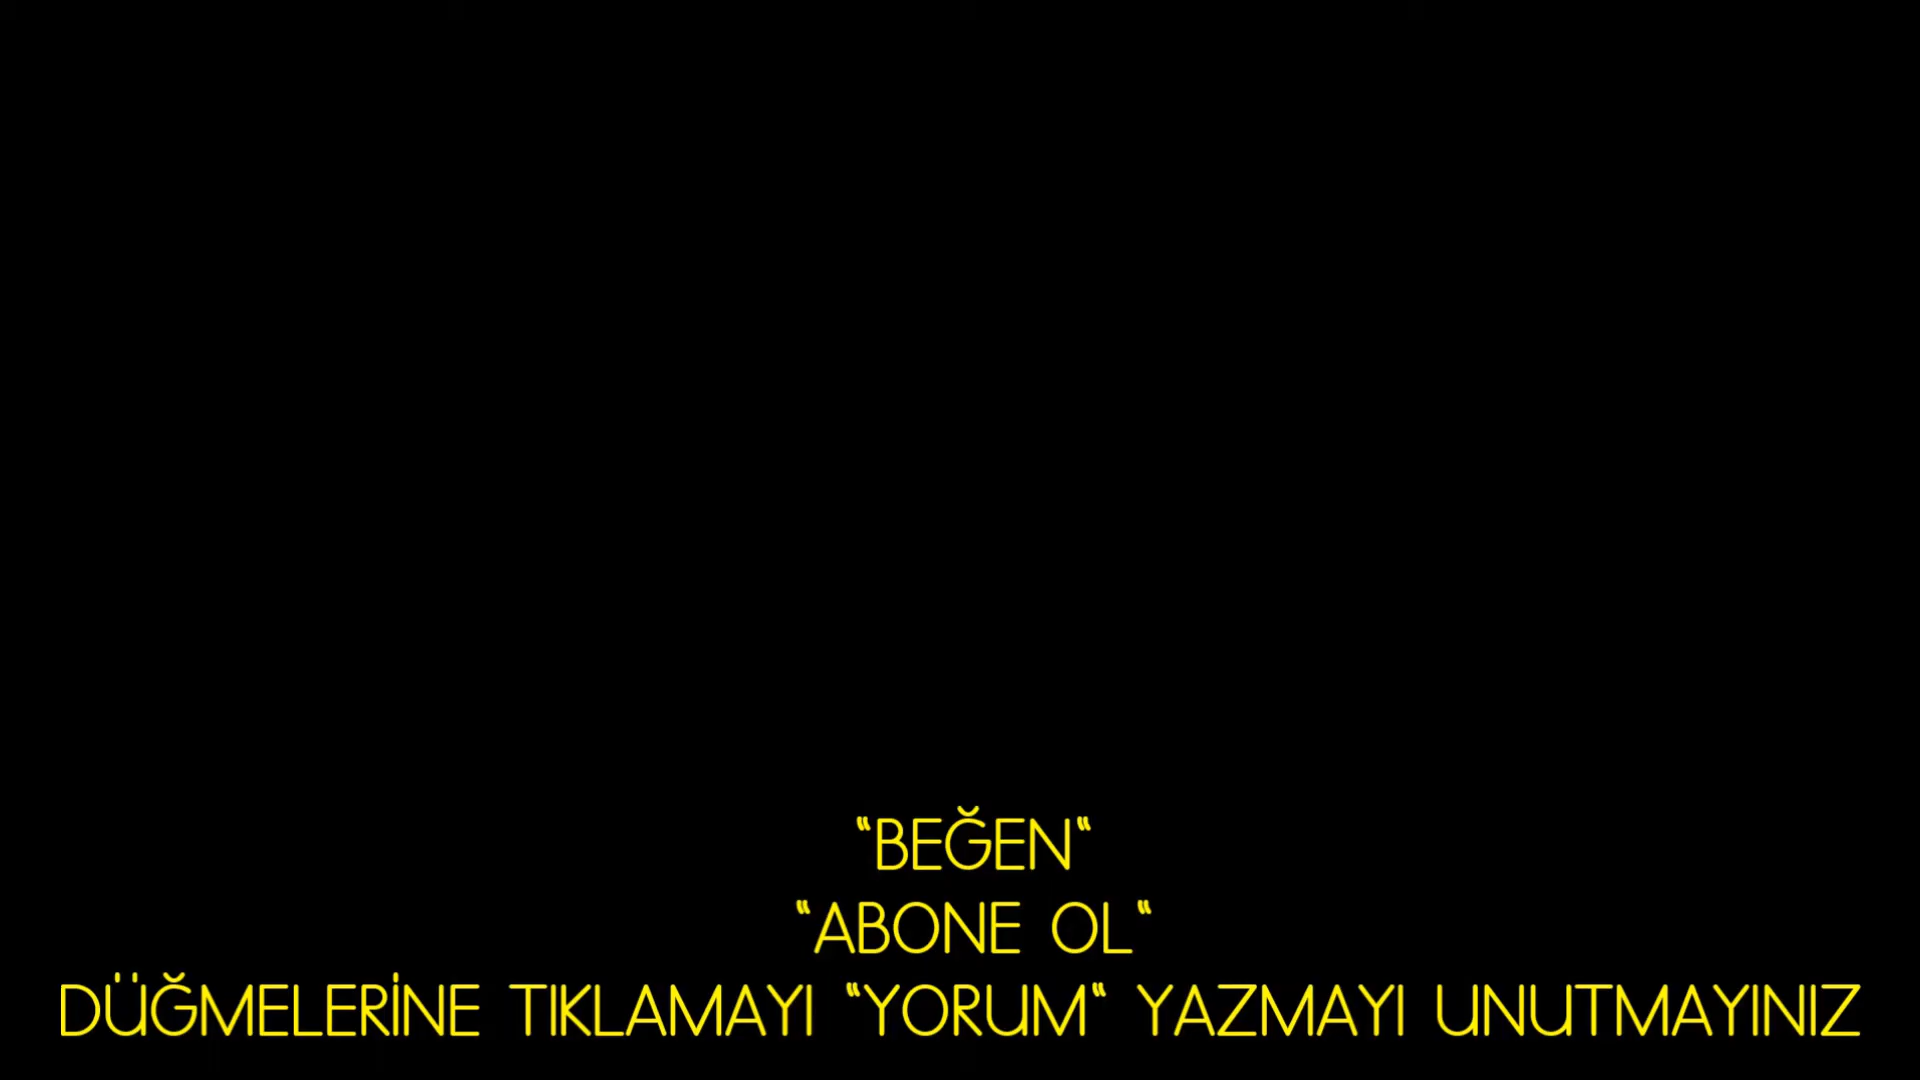 “BEĞEN“
“ABONE OL“
DÜĞMELERİNE TIKLAMAYI “YORUM“ YAZMAYI UNUTMAYINIZ